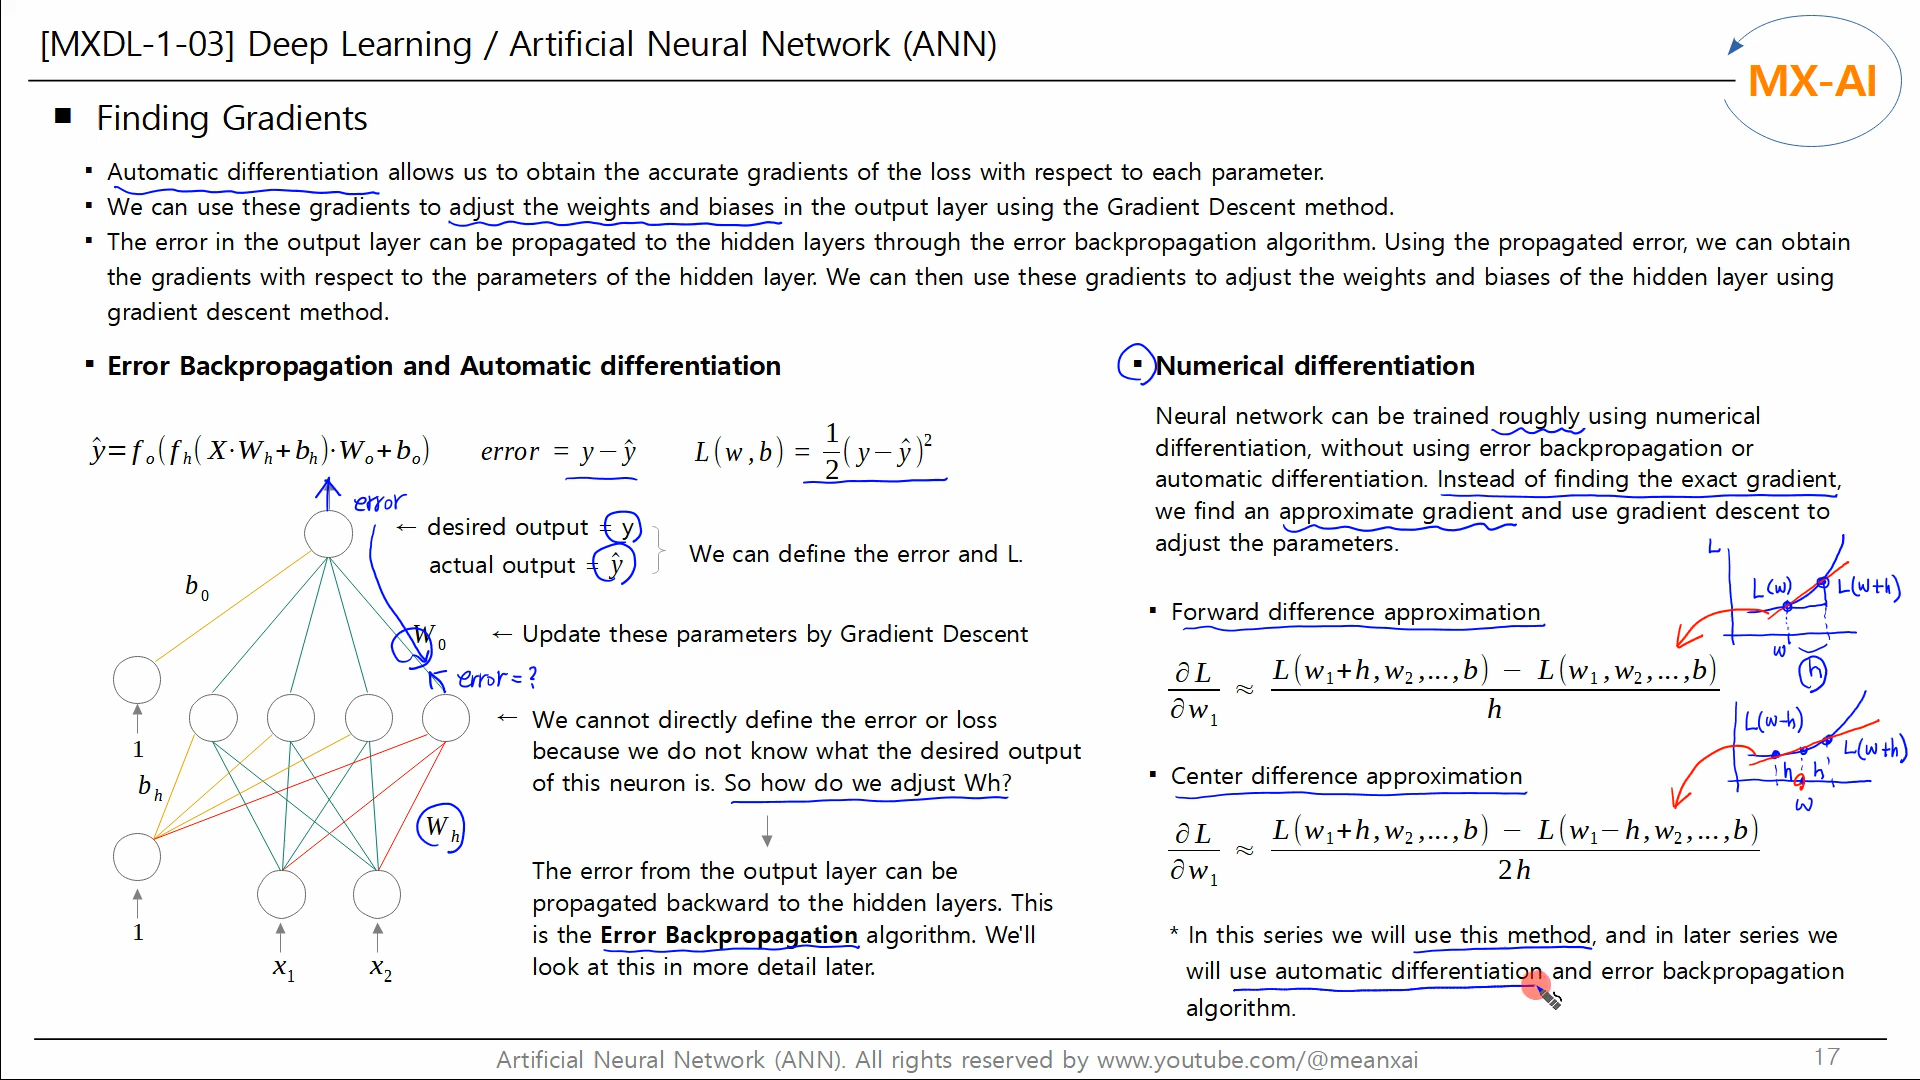 [MXDL-1-03] Deep Learning / Artificial Neural Network (ANN)
MX-AI
■ Finding Gradients
▪ Automatic differentiation allows us to obtain the accurate gradients of the loss with respect to each parameter.
▪ We can use these gradients to adjust the weights and biases in the output layer using the Gradient Descent method.
▪ The error in the output layer can be propagated to the hidden layers through the error backpropagation algorithm. Using the propagated error, we can obtain
the gradients with respect to the parameters of the hidden layer. We can then use these gradients to adjust the weights and biases of the hidden layer using
gradient descent method.
▪ Error Backpropagation and Automatic differentiation
ŷ=f_o(f_h(X·W_h+b_h)·W_o+b_o)   error = y−ŷ   L(w,b) = 1/2(y−ŷ)²
error
← desired output = y
actual output = ŷ
We can define the error and L.
b_0
W_0
← Update these parameters by Gradient Descent
error=?
← We cannot directly define the error or loss
because we do not know what the desired output
of this neuron is. So how do we adjust Wh?
1
b_h
W_h
The error from the output layer can be
propagated backward to the hidden layers. This
is the Error Backpropagation algorithm. We'll
look at this in more detail later.
1
x_1
x_2
▪ Numerical differentiation
Neural network can be trained roughly using numerical
differentiation, without using error backpropagation or
automatic differentiation. Instead of finding the exact gradient,
we find an approximate gradient and use gradient descent to
adjust the parameters.
L
L(w)
L(w+h)
w
h
▪ Forward difference approximation
∂L/∂w_1 ≈ (L(w_1+h,w_2,...,b) − L(w_1,w_2,...,b))/h
L(w-h)
L(w+h)
h h
w
▪ Center difference approximation
∂L/∂w_1 ≈ (L(w_1+h,w_2,...,b) − L(w_1−h,w_2,...,b))/2h
* In this series we will use this method, and in later series we
will use automatic differentiation and error backpropagation
algorithm.
Artificial Neural Network (ANN). All rights reserved by www.youtube.com/@meanxai
17